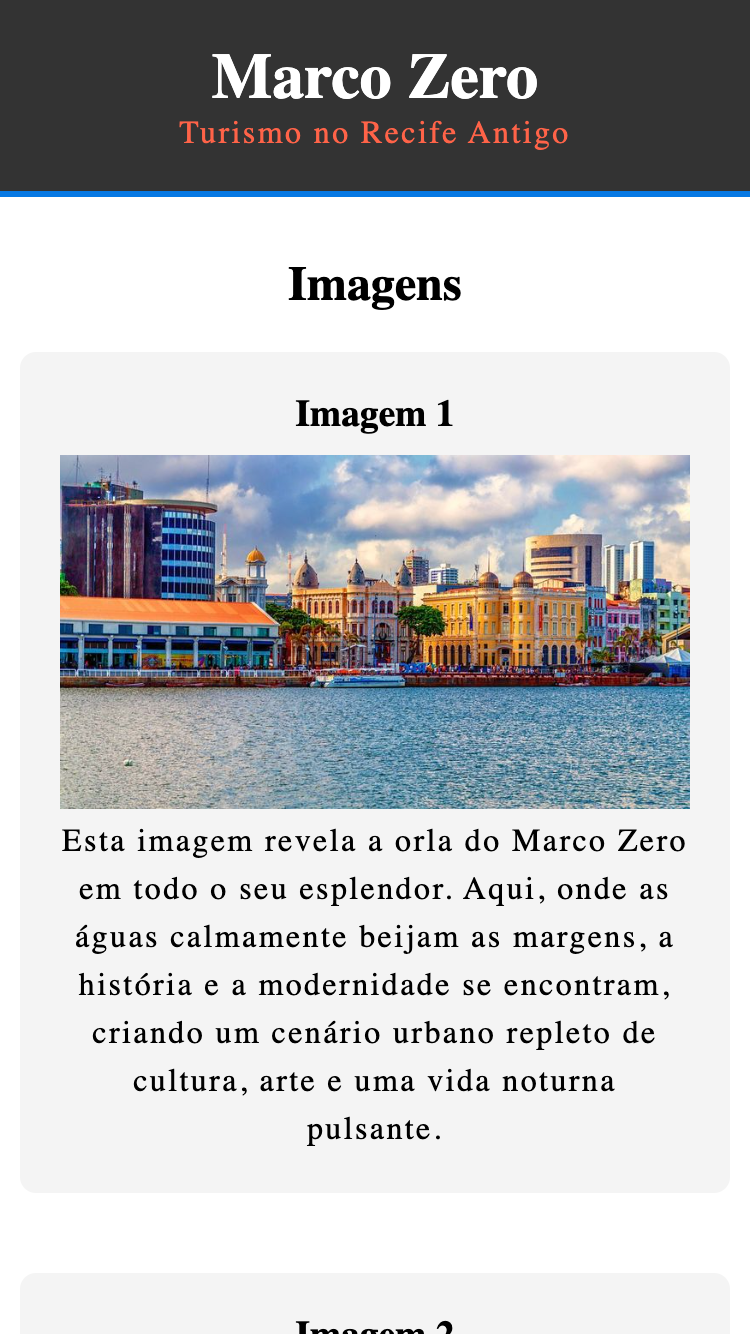 Marco Zero
Turismo no Recife Antigo
Imagens
Imagem 1
Esta imagem revela a orla do Marco Zero
em todo o seu esplendor. Aqui, onde as
águas calmamente beijam as margens, a
história e a modernidade se encontram,
criando um cenário urbano repleto de
cultura, arte e uma vida noturna
pulsante.
Imagem 2